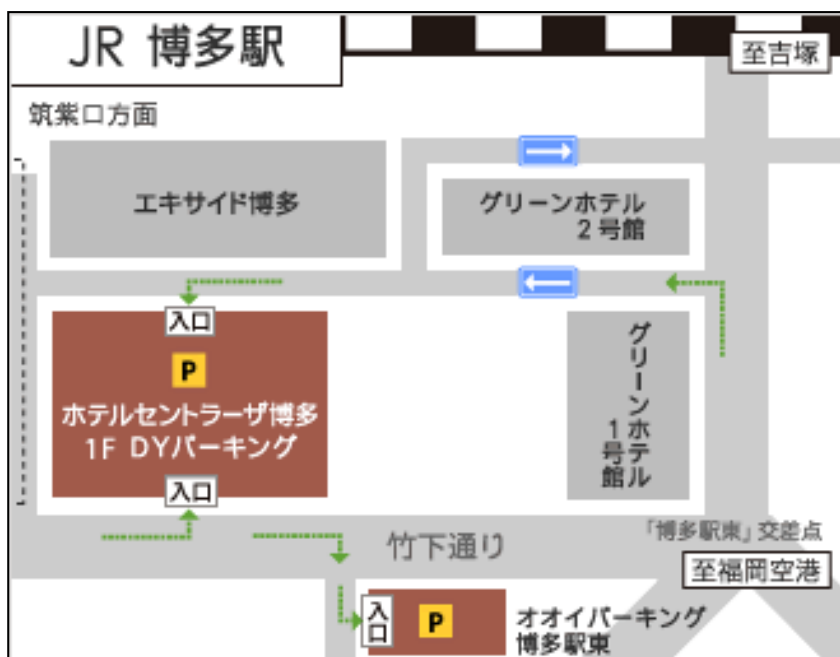 JR 博多駅
至吉塚
筑紫口方面
エキサイド博多
グリーンホテル
2号館
入口
P
ホテルセントラーザ博多
1F DYパーキング
入口
グリーンホテル
1号館
竹下通り
「博多駅東」交差点
至福岡空港
入口
P
オオイパーキング
博多駅東